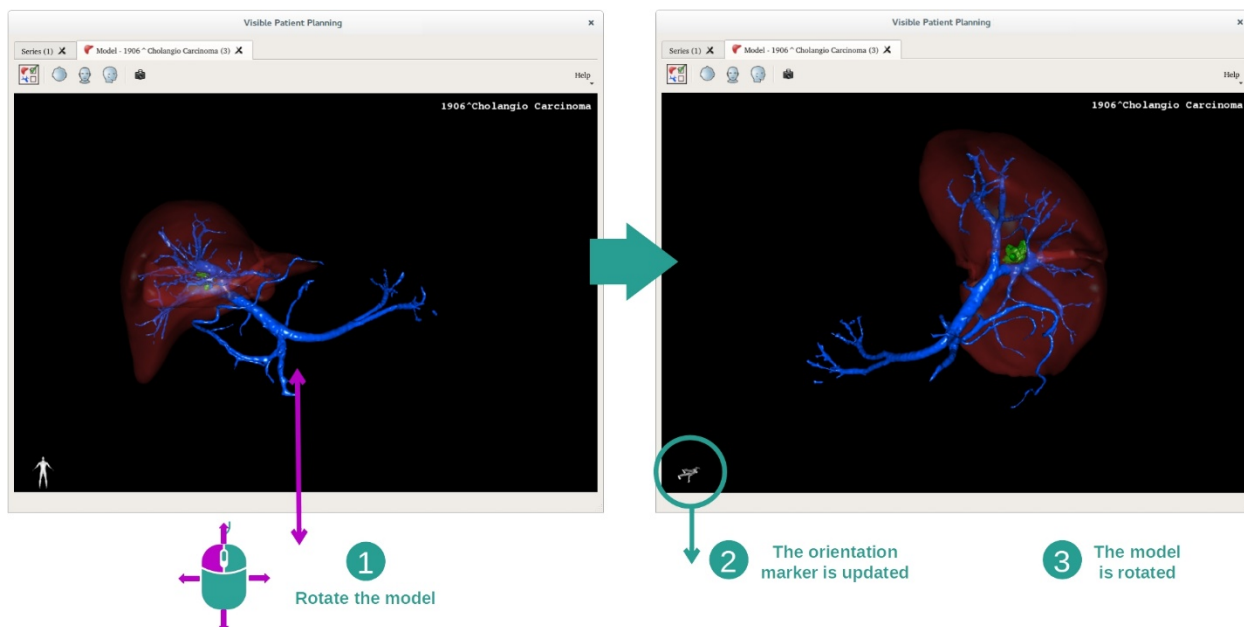 Visible Patient Planning
×
Series (1) ✗ Model - 1906 ^ Cholangio Carcinoma (3) ✗
Help
1906^Cholangio Carcinoma
1
Rotate the model
Visible Patient Planning
×
Series (1) ✗ Model - 1906 ^ Cholangio Carcinoma (3) ✗
Help
1906^Cholangio Carcinoma
2
The orientation
marker is updated
3
The model
is rotated